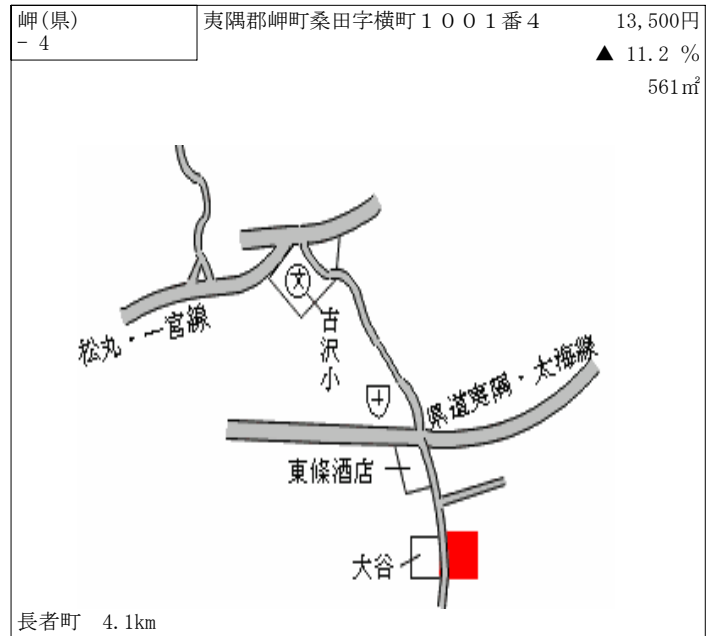 岬(県)
- 4
夷隅郡岬町桑田字横町１００１番４
13,500円
▲ 11.2 %
561㎡
文
古沢小
松丸・一宮線
県道夷隅・太海線
東條酒店
大谷
長者町 4.1km